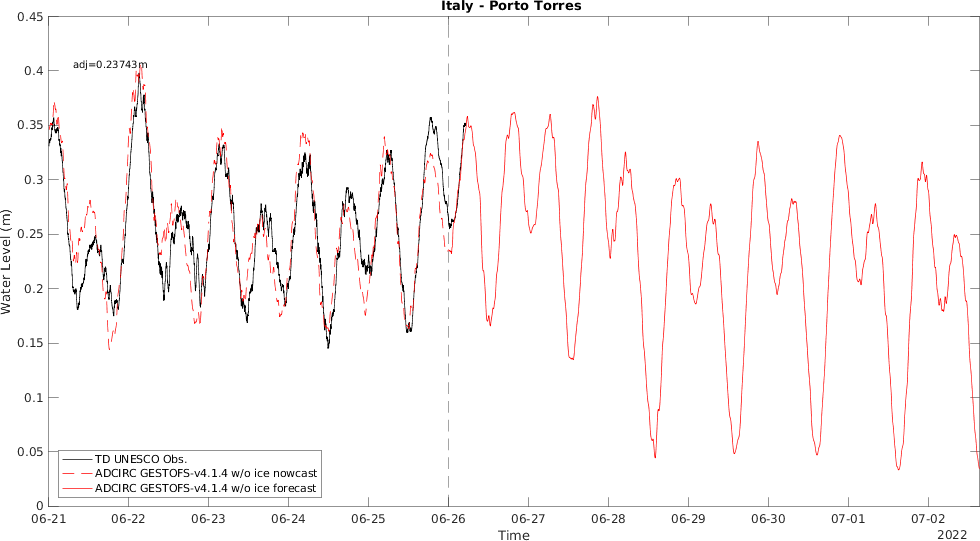 Italy - Porto Torres
0.45
0.4
0.35
0.3
0.25
0.2
0.15
0.1
0.05
0
Water Level (m)
adj=0.23743m
TD UNESCO Obs.
ADCIRC GESTOFS-v4.1.4 w/o ice nowcast
ADCIRC GESTOFS-v4.1.4 w/o ice forecast
06-21 06-22 06-23 06-24 06-25 06-26 06-27 06-28 06-29 06-30 07-01 07-02
Time
2022